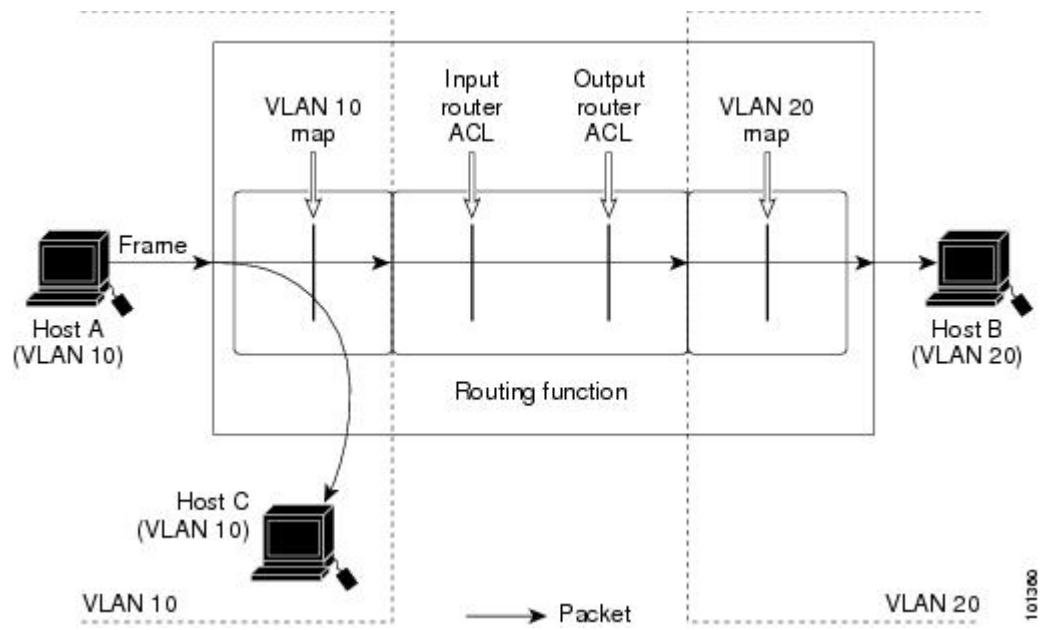 VLAN 10
map
Input
router
ACL
Output
router
ACL
VLAN 20
map
Frame
Host A
(VLAN 10)
Host B
(VLAN 20)
Routing function
Host C
(VLAN 10)
VLAN 10
Packet
VLAN 20
101360